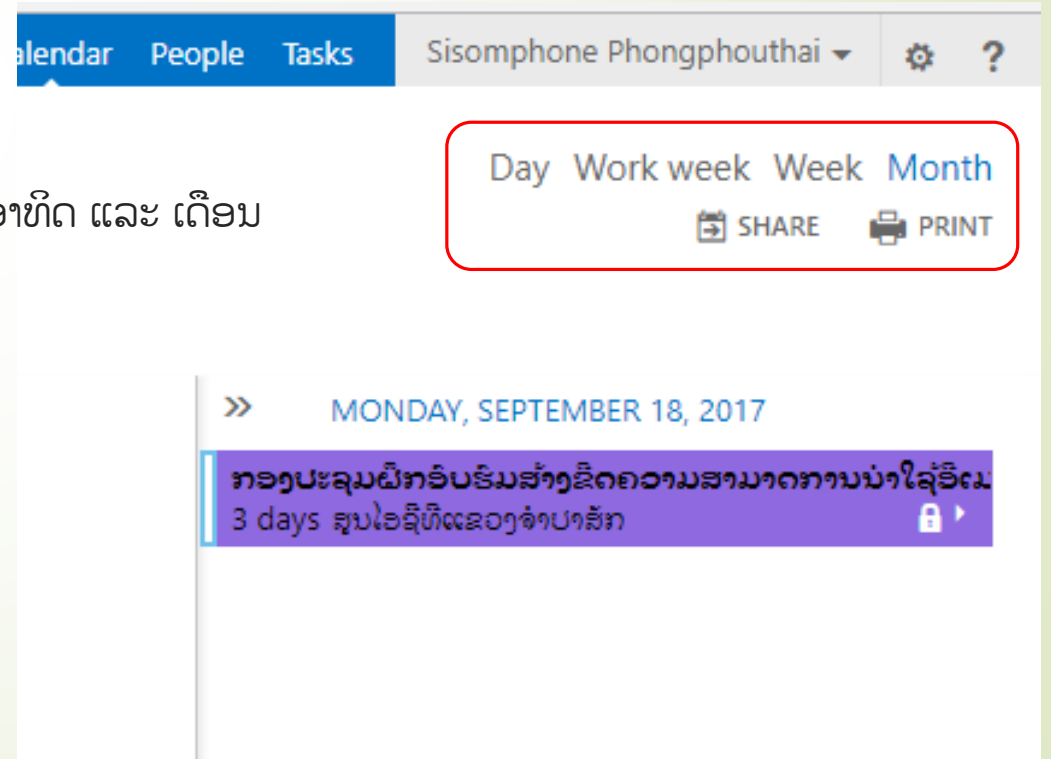 alendar People Tasks Sisomphone Phongphouthai ?
Day Work week Week Month
ອາທິດ ແລະ ເດືອນ
SHARE PRINT
MONDAY, SEPTEMBER 18, 2017
ກອງປະຊຸມຝຶກອົບຮົມສ້າງຂີດຄວາມສາມາດການນຳໃຊ້ອີເມ
3 days ສູນໄອຊີທີແຂວງຈຳປາສັກ